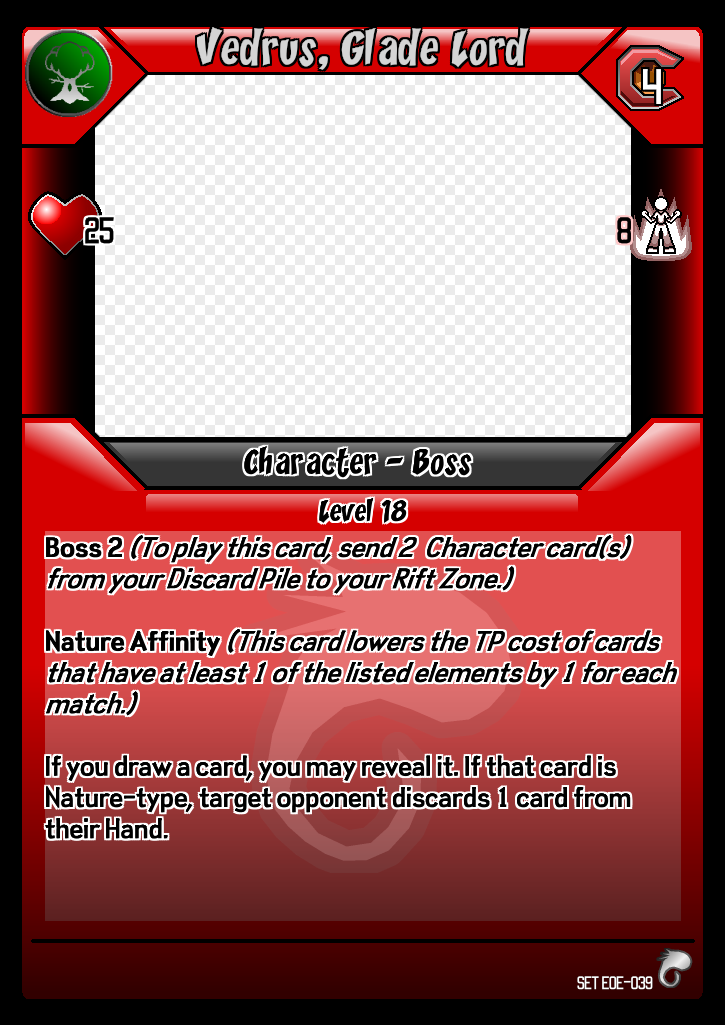 Vedrus, Glade Lord
4
25
8
Character - Boss
Level 18
Boss 2 (To play this card, send 2 Character card(s)
from your Discard Pile to your Rift Zone.)
Nature Affinity (This card lowers the TP cost of cards
that have at least 1 of the listed elements by 1 for each
match.)
If you draw a card, you may reveal it. If that card is
Nature-type, target opponent discards 1 card from
their Hand.
SET EOE-039